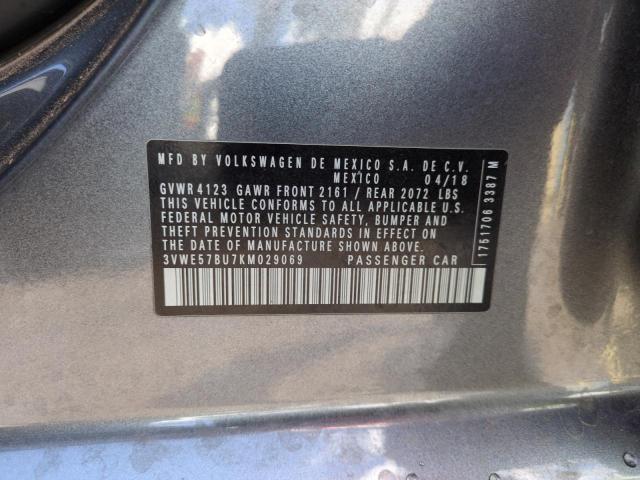 MFD BY VOLKSWAGEN DE MEXICO S.A. DE C.V.
MEXICO 04/18
GVWR 4123 GAWR FRONT 2161 / REAR 2072 LBS
THIS VEHICLE CONFORMS TO ALL APPLICABLE U.S.
FEDERAL MOTOR VEHICLE SAFETY, BUMPER AND
THEFT PREVENTION STANDARDS IN EFFECT ON
THE DATE OF MANUFACTURE SHOWN ABOVE.
3VWE57BU7KM029069 PASSENGER CAR
1751706 3387 M